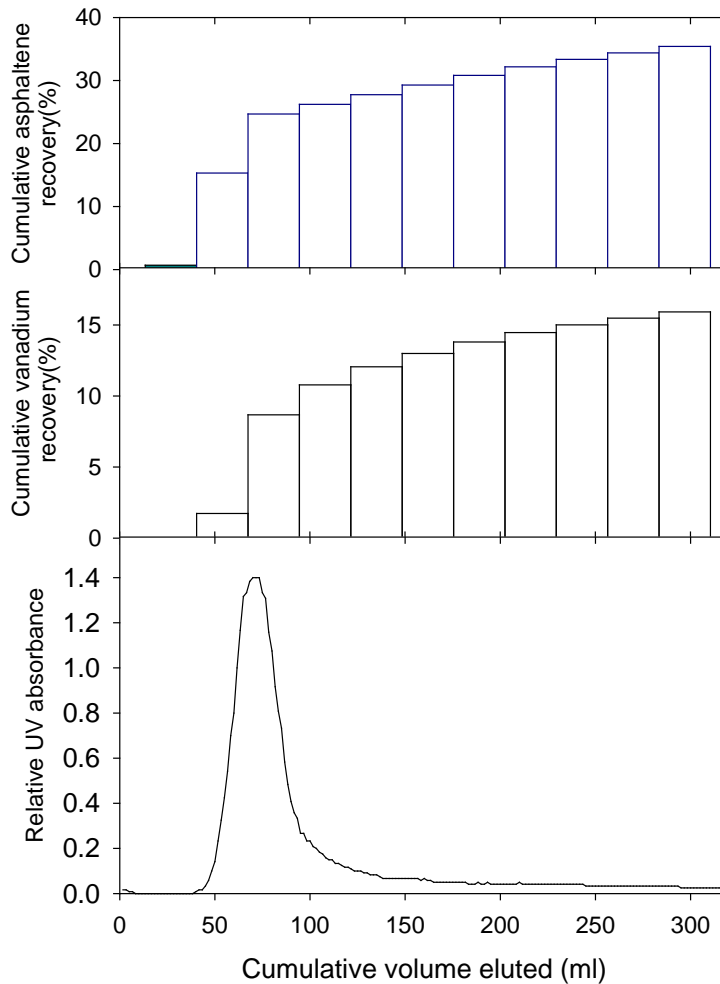 Cumulative asphaltene
recovery(%)
40
30
20
10
0
Cumulative vanadium
recovery(%)
15
10
5
0
Relative UV absorbance
1.4
1.2
1.0
0.8
0.6
0.4
0.2
0.0
0 50 100 150 200 250 300
Cumulative volume eluted (ml)